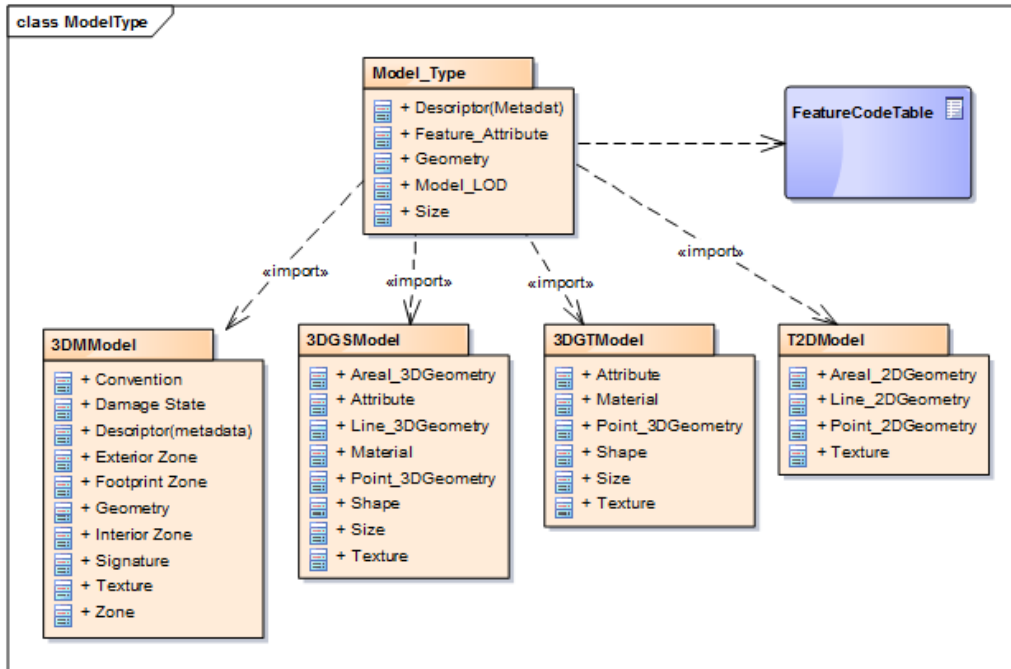 class ModelType
Model_Type
+ Descriptor(Metadat)
+ Feature_Attribute
+ Geometry
+ Model_LOD
+ Size
FeatureCodeTable
«import»
«import»
«import»
«import»
3DMModel
+ Convention
+ Damage State
+ Descriptor(metadata)
+ Exterior Zone
+ Footprint Zone
+ Geometry
+ Interior Zone
+ Signature
+ Texture
+ Zone
3DGSModel
+ Areal_3DGeometry
+ Attribute
+ Line_3DGeometry
+ Material
+ Point_3DGeometry
+ Shape
+ Size
+ Texture
3DGTModel
+ Attribute
+ Material
+ Point_3DGeometry
+ Shape
+ Size
+ Texture
T2DModel
+ Areal_2DGeometry
+ Line_2DGeometry
+ Point_2DGeometry
+ Texture